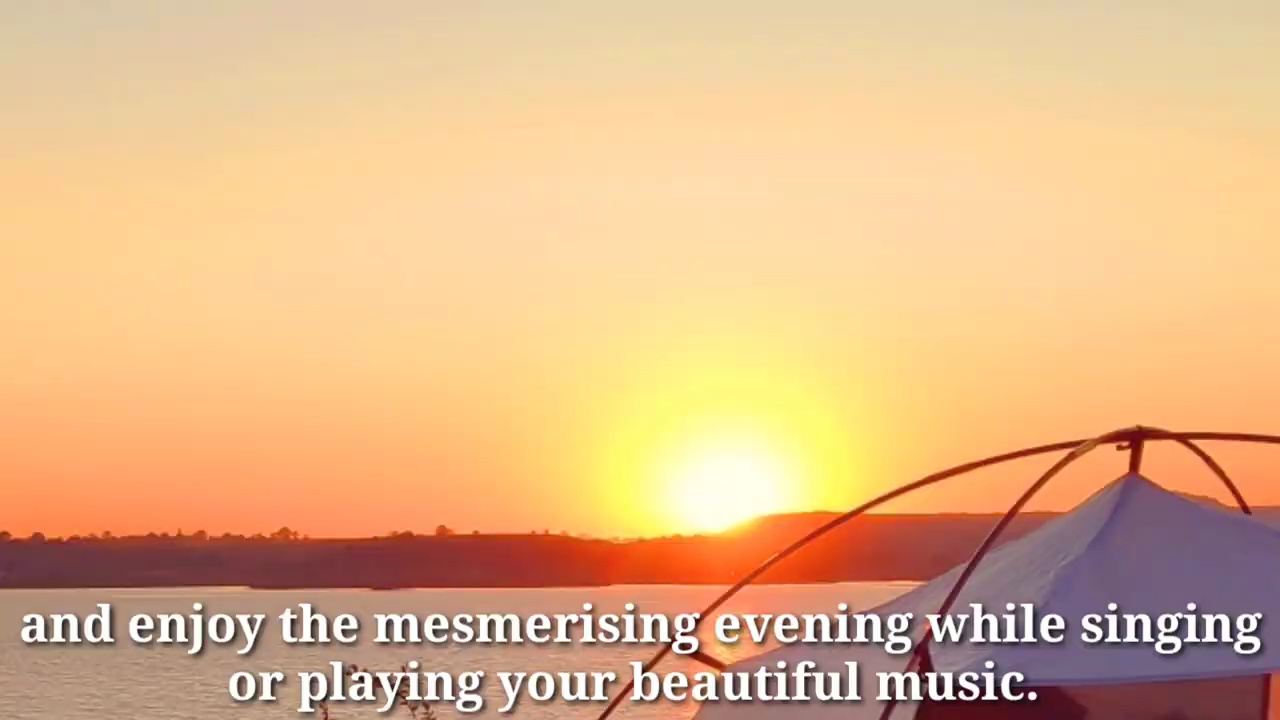 and enjoy the mesmerising evening while singing
or playing your beautiful music.